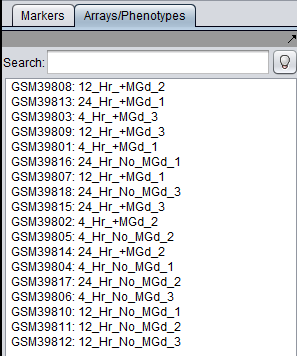 Markers Arrays/Phenotypes
Search:
GSM39808: 12_Hr_+MGd_2
GSM39813: 24_Hr_+MGd_1
GSM39803: 4_Hr_+MGd_3
GSM39809: 12_Hr_+MGd_3
GSM39801: 4_Hr_+MGd_1
GSM39816: 24_Hr_No_MGd_1
GSM39807: 12_Hr_+MGd_1
GSM39818: 24_Hr_No_MGd_3
GSM39815: 24_Hr_+MGd_3
GSM39802: 4_Hr_+MGd_2
GSM39805: 4_Hr_No_MGd_2
GSM39814: 24_Hr_+MGd_2
GSM39804: 4_Hr_No_MGd_1
GSM39817: 24_Hr_No_MGd_2
GSM39806: 4_Hr_No_MGd_3
GSM39810: 12_Hr_No_MGd_1
GSM39811: 12_Hr_No_MGd_2
GSM39812: 12_Hr_No_MGd_3